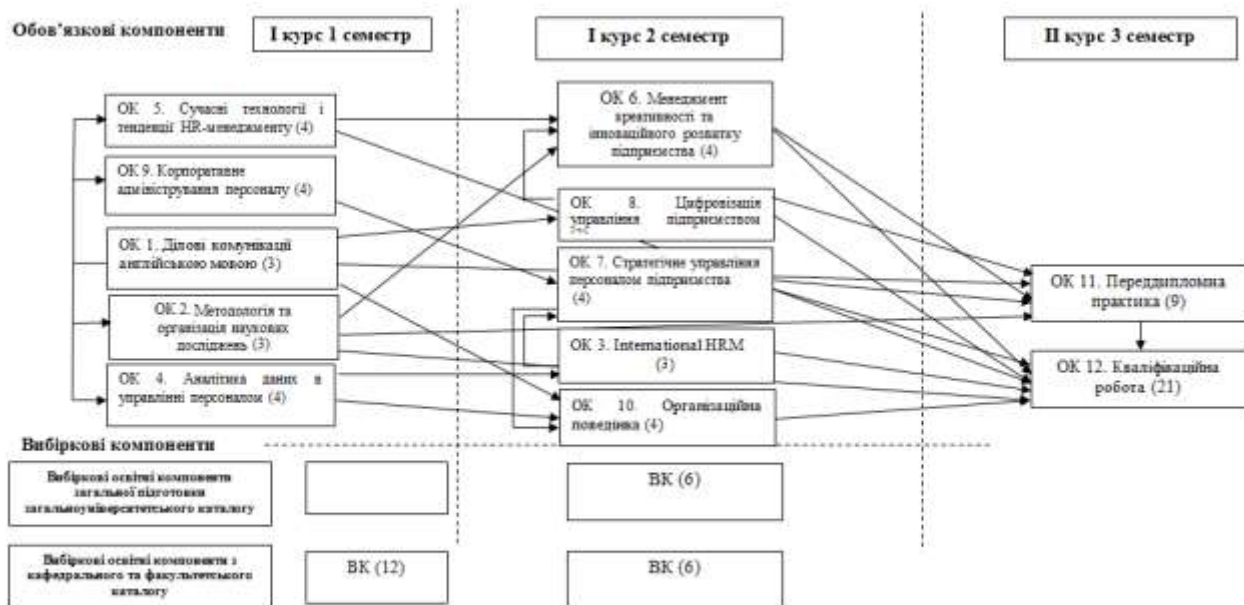 Обов’язкові компоненти
І курс 1 семестр
І курс 2 семестр
ІІ курс 3 семестр
ОК 5. Сучасні технології і
тенденції HR-менеджменту (4)
ОК 9. Корпоративне
адміністрування персоналу (4)
ОК 1. Ділові комунікації
англійською мовою (3)
ОК 2. Методологія та
організація наукових
досліджень (3)
ОК 4. Аналітика даних в
управлінні персоналом (4)
ОК 6. Менеджмент
креативності та
інноваційного розвитку
підприємства (4)
ОК 8. Цифровізація
управління підприємством
ОК 7. Стратегічне управління
персоналом підприємства
(4)
ОК 3. International HRM
(3)
ОК 10. Організаційна
поведінка (4)
ОК 11. Переддипломна
практика (9)
ОК 12. Кваліфікаційна
робота (21)
Вибіркові компоненти
Вибіркові освітні компоненти
загальної підготовки
загальноуніверситетського каталогу
ВК (6)
Вибіркові освітні компоненти з
кафедрального та факультетського
каталогу
ВК (12)
ВК (6)